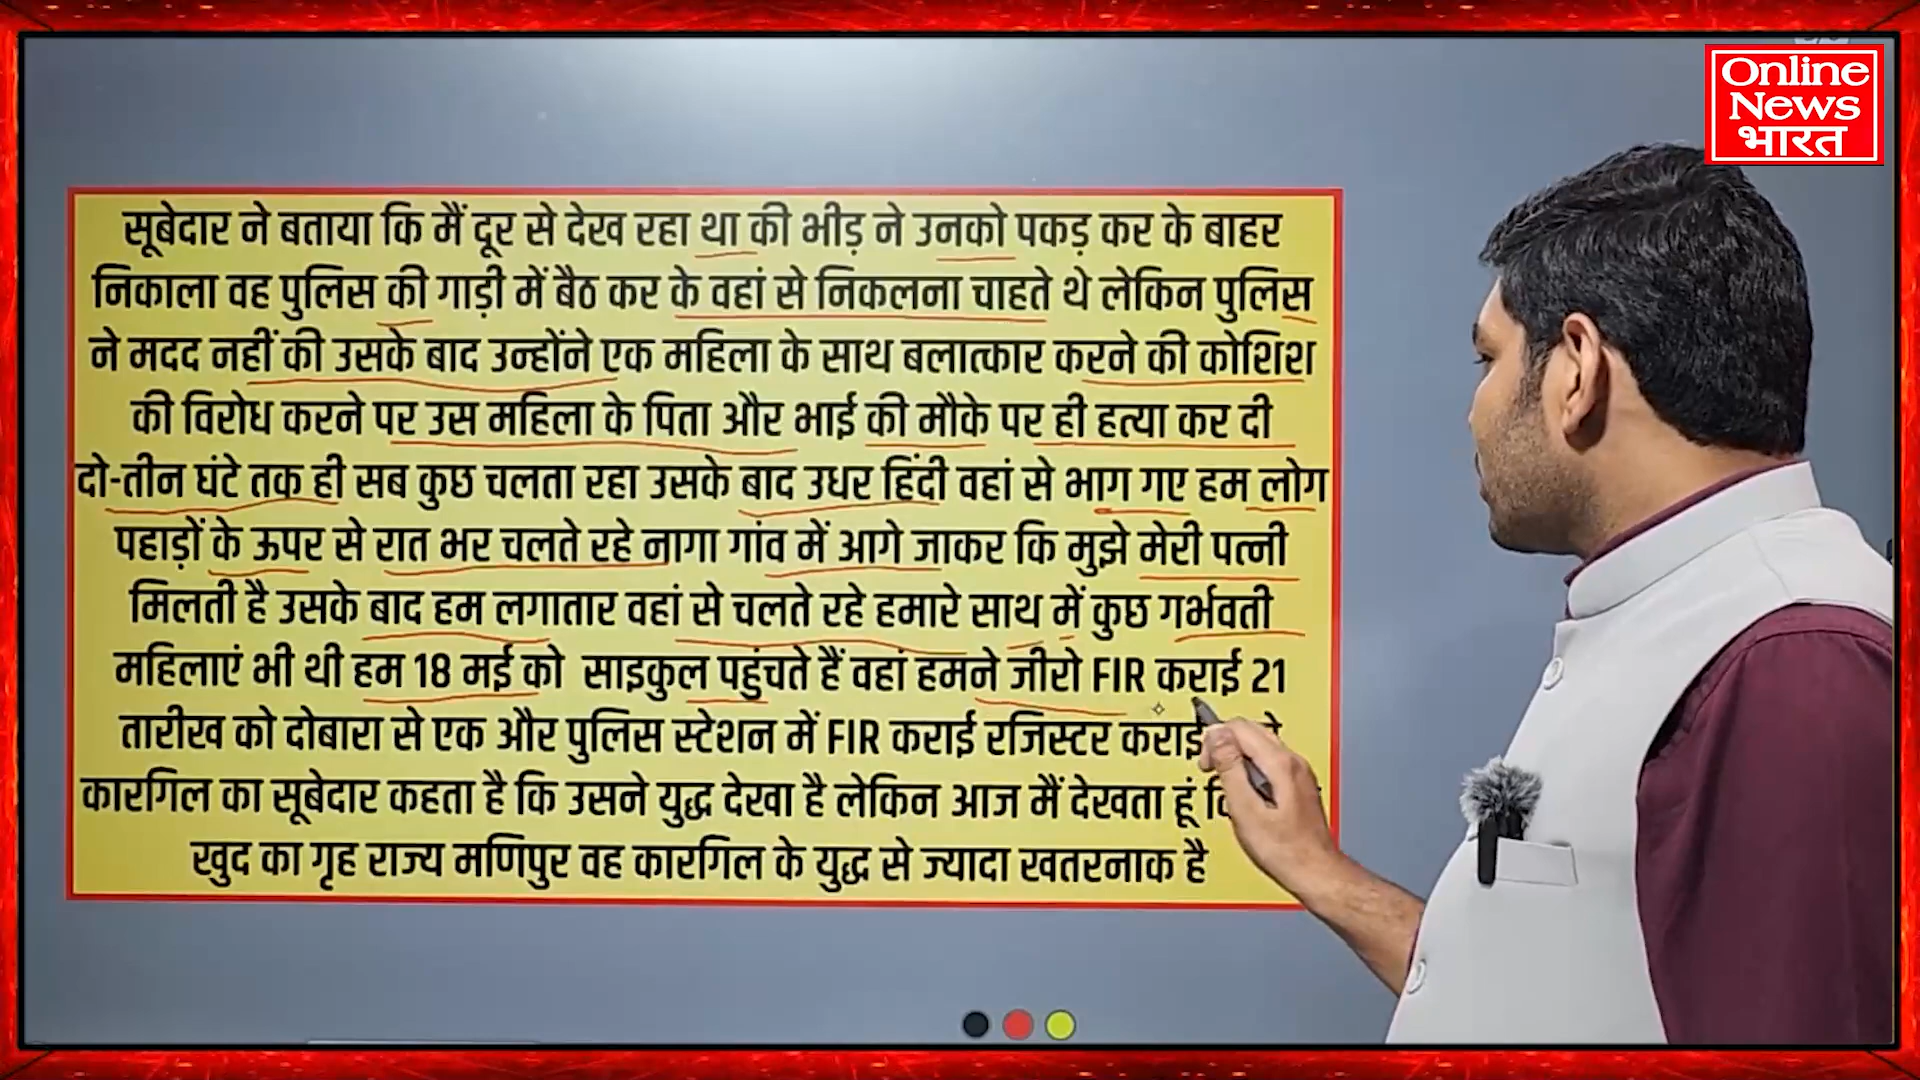 Online
News
भारत
सूबेदार ने बताया कि मैं दूर से देख रहा था की भीड़ ने उनको पकड़ कर के बाहर
निकाला वह पुलिस की गाड़ी में बैठ कर के वहां से निकलना चाहते थे लेकिन पुलिस
ने मदद नहीं की उसके बाद उन्होंने एक महिला के साथ बलात्कार करने की कोशिश
की विरोध करने पर उस महिला के पिता और भाई की मौके पर ही हत्या कर दी
दो-तीन घंटे तक ही सब कुछ चलता रहा उसके बाद उधर हिंदी वहां से भाग गए हम लोग
पहाड़ों के ऊपर से रात भर चलते रहे नागा गांव में आगे जाकर कि मुझे मेरी पत्नी
मिलती है उसके बाद हम लगातार वहां से चलते रहे हमारे साथ में कुछ गर्भवती
महिलाएं भी थी हम 18 मई को साइकुल पहुंचते हैं वहां हमने जीरो FIR कराई 21
तारीख को दोबारा से एक और पुलिस स्टेशन में FIR कराई रजिस्टर कराई
कारगिल का सूबेदार कहता है कि उसने युद्ध देखा है लेकिन आज मैं देखता हूं
खुद का गृह राज्य मणिपुर वह कारगिल के युद्ध से ज्यादा खतरनाक है